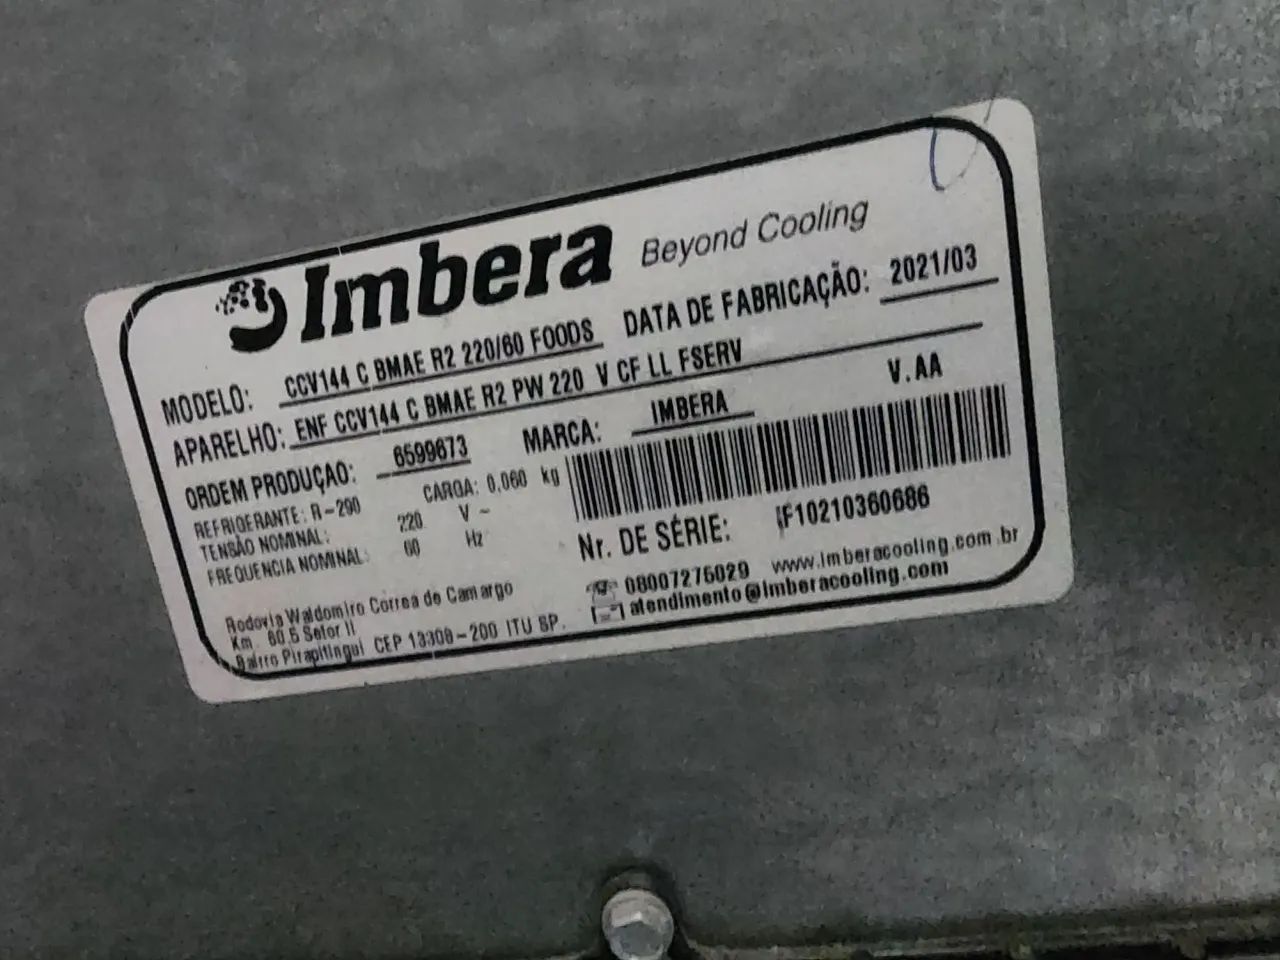 Imbera Beyond Cooling
MODELO: CCV144 C BMAE R2 220/60 FOODS DATA DE FABRICAÇÃO: 2021/03
APARELHO: ENF CCV144 C BMAE R2 PW 220 V CF LL FSERV
ORDEM PRODUÇAO: 6599673 MARCA: IMBERA V.AA
REFRIGERANTE: R-290 CARGA: 0,060 kg
TENSÃO NOMINAL: 220 V ~
FREQUENCIA NOMINAL: 60 Hz
Nr. DE SÉRIE: IF10210360686
Rodovia Waldomiro Correa de Camargo
Km 60.5 Setor II
Bairro Pirapitingui CEP 13308-200 ITU SP.
08007275029 www.imberacooling.com.br
atendimento@imberacooling.com